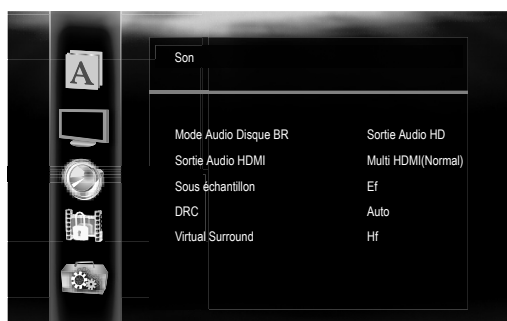 A
Son
Mode Audio Disque BR Sortie Audio HD
Sortie Audio HDMI Multi HDMI(Normal)
Sous échantillon Ef
DRC Auto
Virtual Surround Hf